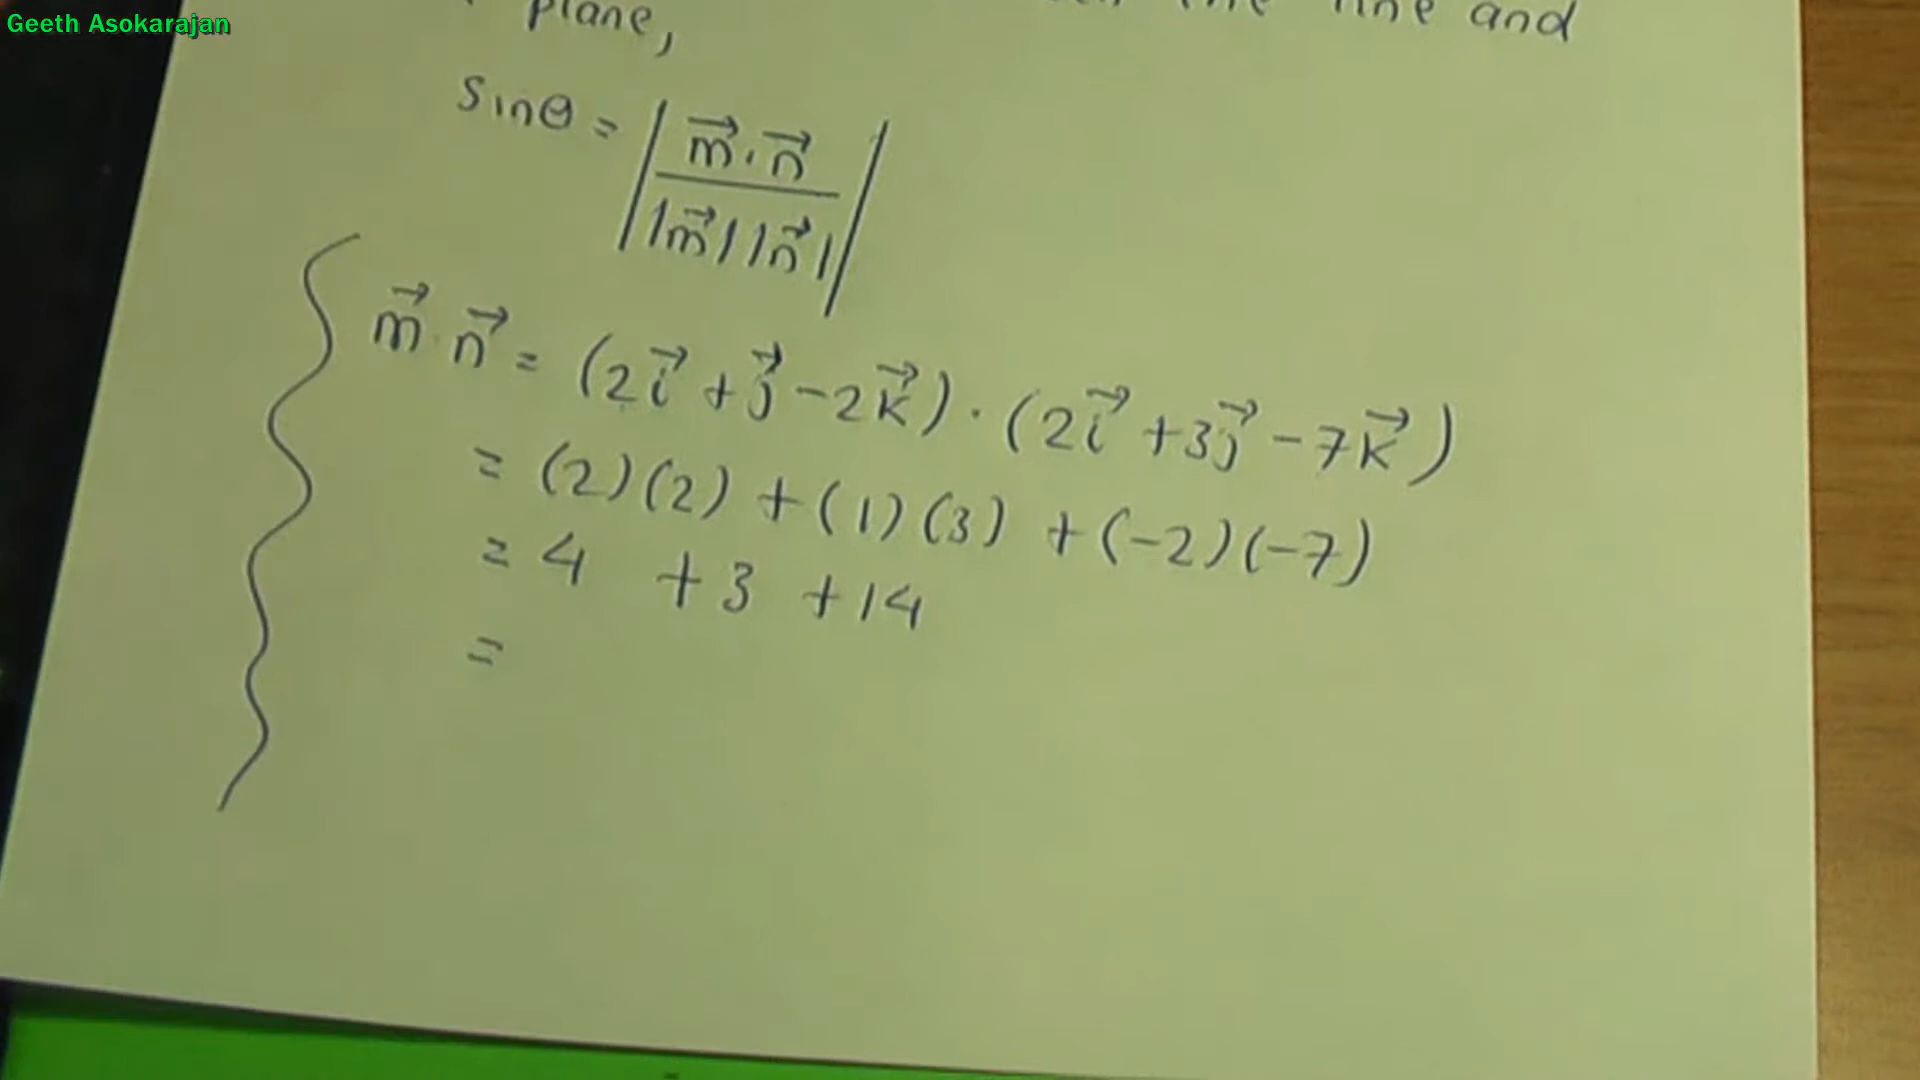 Geeth Asokarajan
the line and
plane,
sinθ = | m⃗ · n⃗ / |m⃗| |n⃗| |
m⃗ · n⃗ = (2i⃗ + j⃗ - 2k⃗) · (2i⃗ + 3j⃗ - 7k⃗)
= (2)(2) + (1)(3) + (-2)(-7)
= 4 + 3 + 14
=